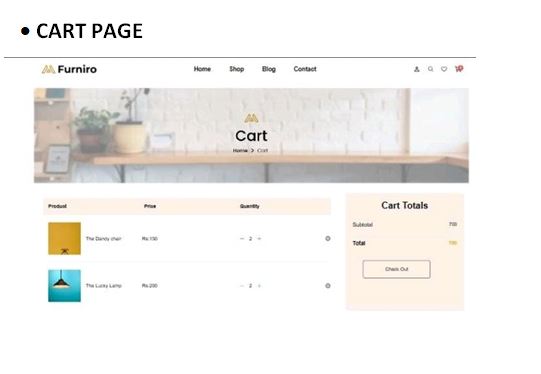 • CART PAGE
Furniro Home Shop Blog Contact
Cart
Home > Cart
Product Price Quantity
The Dandy chair Rs.150 − 2 +
The Lucky Lamp Rs.200 − 2 +
Cart Totals
Subtotal 700
Total 700
Check Out